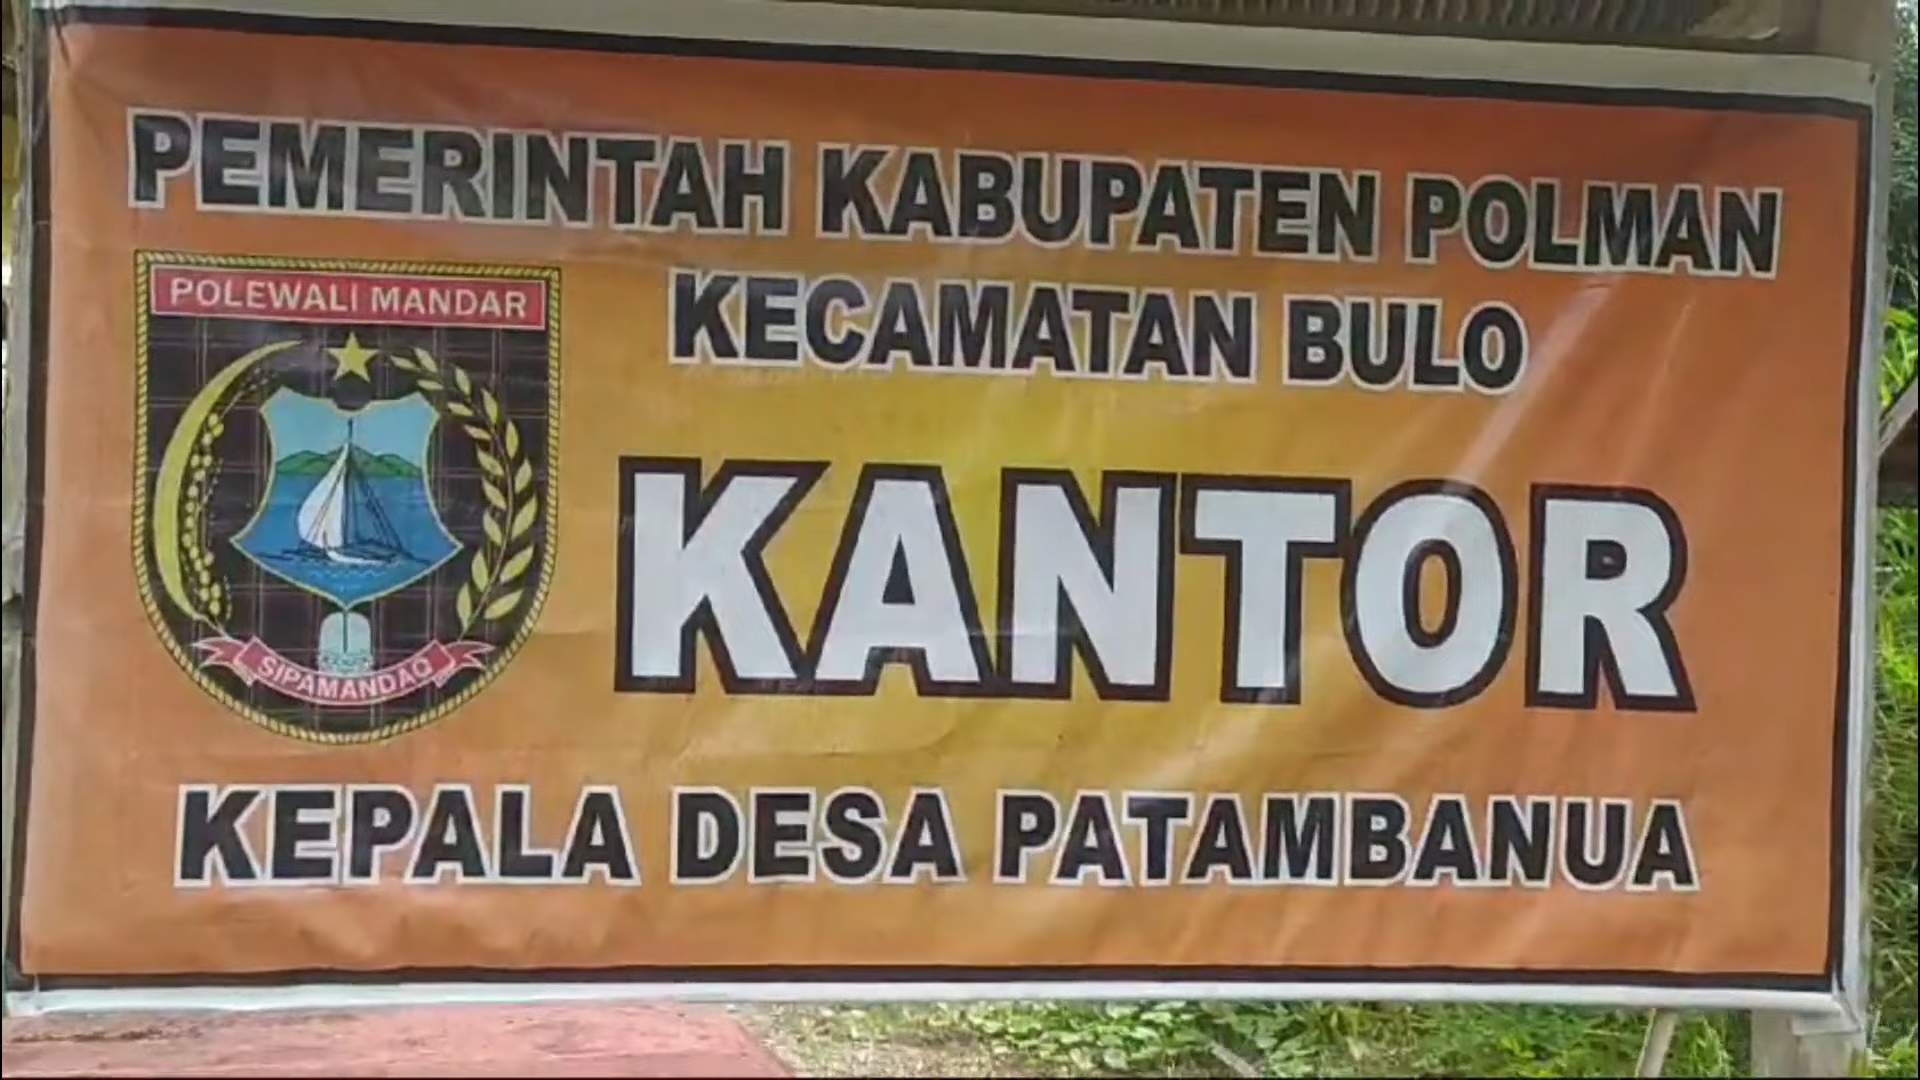 PEMERINTAH KABUPATEN POLMAN
KECAMATAN BULO
POLEWALI MANDAR
SIPAMANDAQ
KANTOR
KEPALA DESA PATAMBANUA